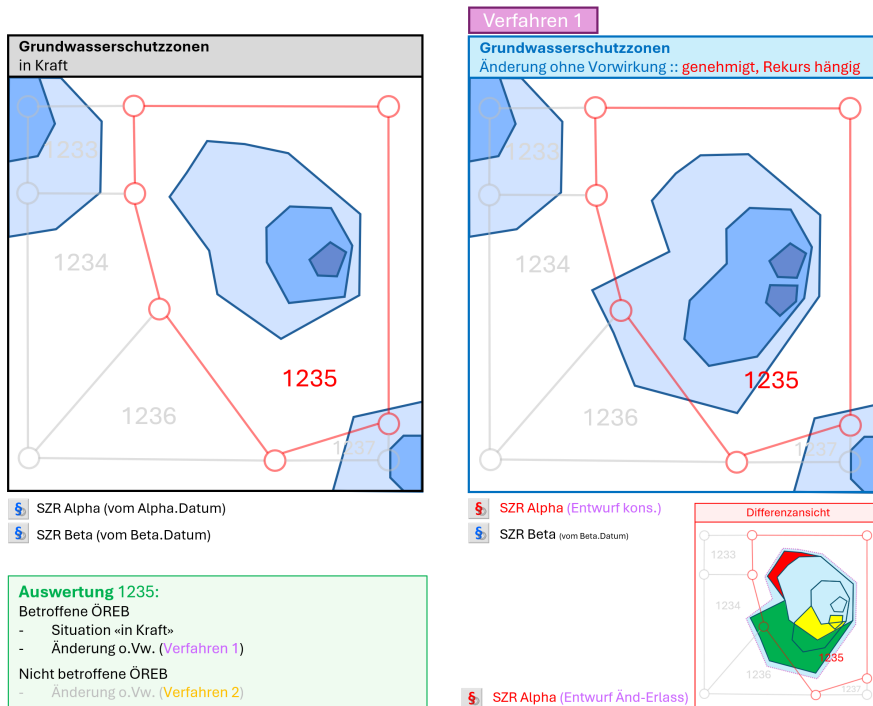 Verfahren 1
Grundwasserschutzzonen
in Kraft
1233
1234
1235
1236
1237
§ SZR Alpha (vom Alpha.Datum)
§ SZR Beta (vom Beta.Datum)
Grundwasserschutzzonen
Änderung ohne Vorwirkung :: genehmigt, Rekurs hängig
1233
1234
1235
1236
1237
§ SZR Alpha (Entwurf kons.)
§ SZR Beta (vom Beta.Datum)
Differenzansicht
1233
1234
1235
1236
1237
Auswertung 1235:
Betroffene ÖREB
- Situation «in Kraft»
- Änderung o.Vw. (Verfahren 1)
Nicht betroffene ÖREB
- Änderung o.Vw. (Verfahren 2)
§ SZR Alpha (Entwurf Änd-Erlass)